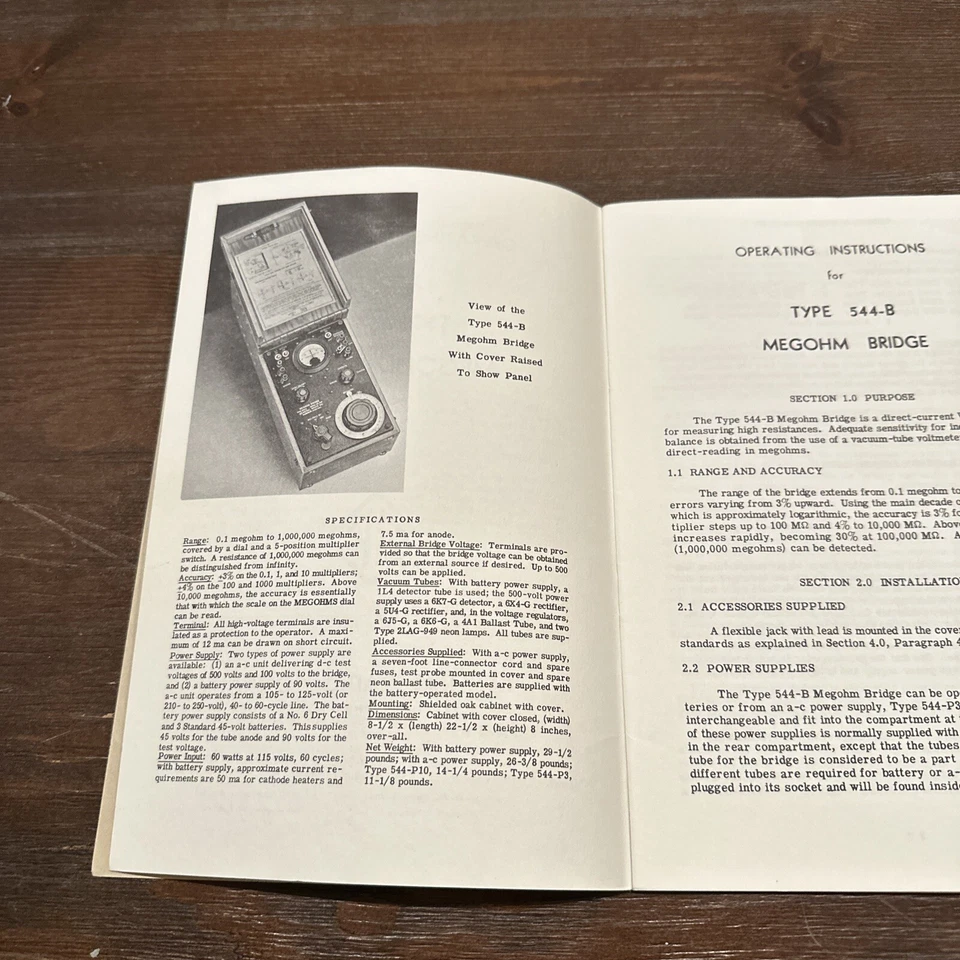 View of the
Type 544-B
Megohm Bridge
With Cover Raised
To Show Panel
SPECIFICATIONS
Range: 0.1 megohm to 1,000,000 megohms,
covered by a dial and a 5-position multiplier
switch. A resistance of 1,000,000 megohms can
be distinguished from infinity.
Accuracy: ±3% on the 0.1, 1, and 10 multipliers;
±4% on the 100 and 1000 multipliers. Above
10,000 megohms, the accuracy is essentially
that with which the scale on the MEGOHMS dial
can be read.
Terminal: All high-voltage terminals are insu-
lated as a protection to the operator. A maxi-
mum of 12 ma can be drawn on short circuit.
Power Supply: Two types of power supply are
available: (1) an a-c unit delivering d-c test
voltages of 500 volts and 100 volts to the bridge,
and (2) a battery power supply of 90 volts. The
a-c unit operates from a 105- to 125-volt (or
210- to 250-volt), 40- to 60-cycle line. The bat-
tery power supply consists of a No. 6 Dry Cell
and 3 Standard 45-volt batteries. This supplies
45 volts for the tube anode and 90 volts for the
test voltage.
Power Input: 60 watts at 115 volts, 60 cycles;
with battery supply, approximate current re-
quirements are 50 ma for cathode heaters and
7.5 ma for anode.
External Bridge Voltage: Terminals are pro-
vided so that the bridge voltage can be obtained
from an external source if desired. Up to 500
volts can be applied.
Vacuum Tubes: With battery power supply, a
1L4 detector tube is used; the 500-volt power
supply uses a 6K7-G detector, a 6X4-G rectifier,
a 5U4-G rectifier, and, in the voltage regulators,
a 6J5-G, a 6K6-G, a 4A1 Ballast Tube, and two
Type 2LAG-949 neon lamps. All tubes are sup-
plied.
Accessories Supplied: With a-c power supply,
a seven-foot line-connector cord and spare
fuses, test probe mounted in cover and spare
neon ballast tube. Batteries are supplied with
the battery-operated model.
Mounting: Shielded oak cabinet with cover.
Dimensions: Cabinet with cover closed, (width)
8-1/2 x (length) 22-1/2 x (height) 8 inches,
over-all.
Net Weight: With battery power supply, 29-1/2
pounds; with a-c power supply, 26-3/8 pounds;
Type 544-P10, 14-1/4 pounds; Type 544-P3,
11-1/8 pounds.
OPERATING INSTRUCTIONS
for
TYPE 544-B
MEGOHM BRIDGE
SECTION 1.0 PURPOSE
The Type 544-B Megohm Bridge is a direct-current
for measuring high resistances. Adequate sensitivity for
balance is obtained from the use of a vacuum-tube voltmete
direct-reading in megohms.
1.1 RANGE AND ACCURACY
The range of the bridge extends from 0.1 megohm to
errors varying from 3% upward. Using the main decade
which is approximately logarithmic, the accuracy is 3% fo
tiplier steps up to 100 MΩ and 4% to 10,000 MΩ. Above
increases rapidly, becoming 30% at 100,000 MΩ. A
(1,000,000 megohms) can be detected.
SECTION 2.0 INSTALLATIO
2.1 ACCESSORIES SUPPLIED
A flexible jack with lead is mounted in the cove
standards as explained in Section 4.0, Paragraph 4
2.2 POWER SUPPLIES
The Type 544-B Megohm Bridge can be op
teries or from an a-c power supply, Type 544-P3
interchangeable and fit into the compartment at
of these power supplies is normally supplied with
in the rear compartment, except that the tubes
tube for the bridge is considered to be a part
different tubes are required for battery or a-
plugged into its socket and will be found insid